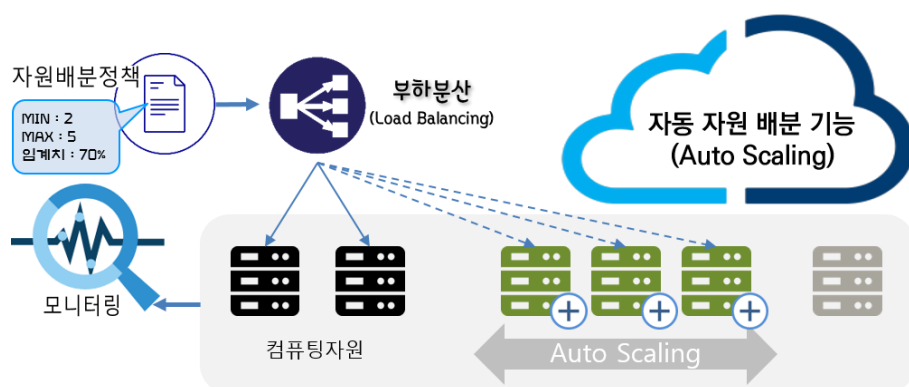 자원배분정책
MIN : 2
MAX : 5
임계치 : 70%
부하분산
(Load Balancing)
자동 자원 배분 기능
(Auto Scaling)
모니터링
컴퓨팅자원
Auto Scaling